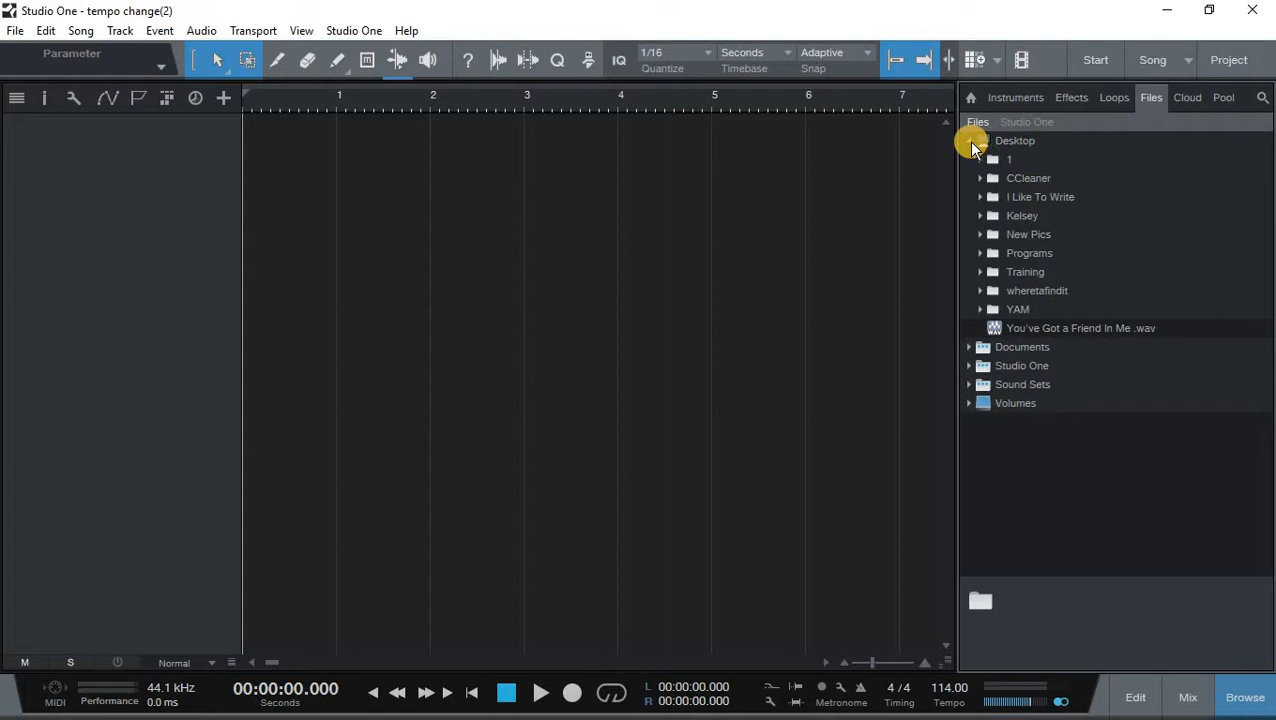 Studio One - tempo change(2)
File Edit Song Track Event Audio Transport View Studio One Help
Parameter
IQ
1/16
Quantize
Seconds
Timebase
Adaptive
Snap
Start Song Project
1 2 3 4 5 6 7
Instruments Effects Loops Files Cloud Pool
Files Studio One
Desktop
1
CCleaner
I Like To Write
Kelsey
New Pics
Programs
Training
wheretafindit
YAM
You've Got a Friend In Me .wav
Documents
Studio One
Sound Sets
Volumes
M S Normal
MIDI
Performance
44.1 kHz
0.0 ms
00:00:00.000
Seconds
L 00:00:00.000
R 00:00:00.000
Metronome
4 / 4
Timing
114.00
Tempo
Edit Mix Browse